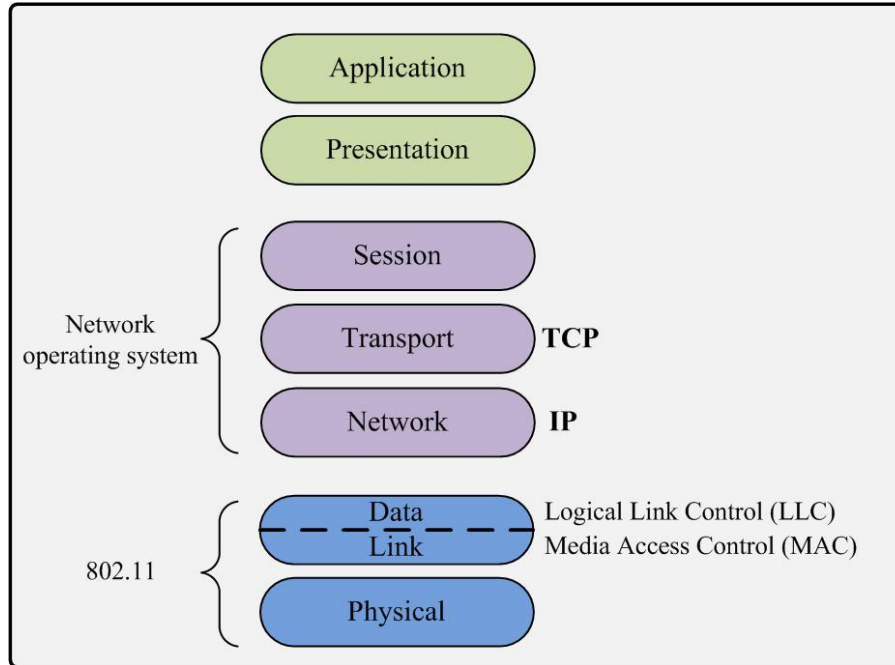 Application
Presentation
Session
Network
operating system
Transport
TCP
Network
IP
Data
Logical Link Control (LLC)
Link
Media Access Control (MAC)
802.11
Physical